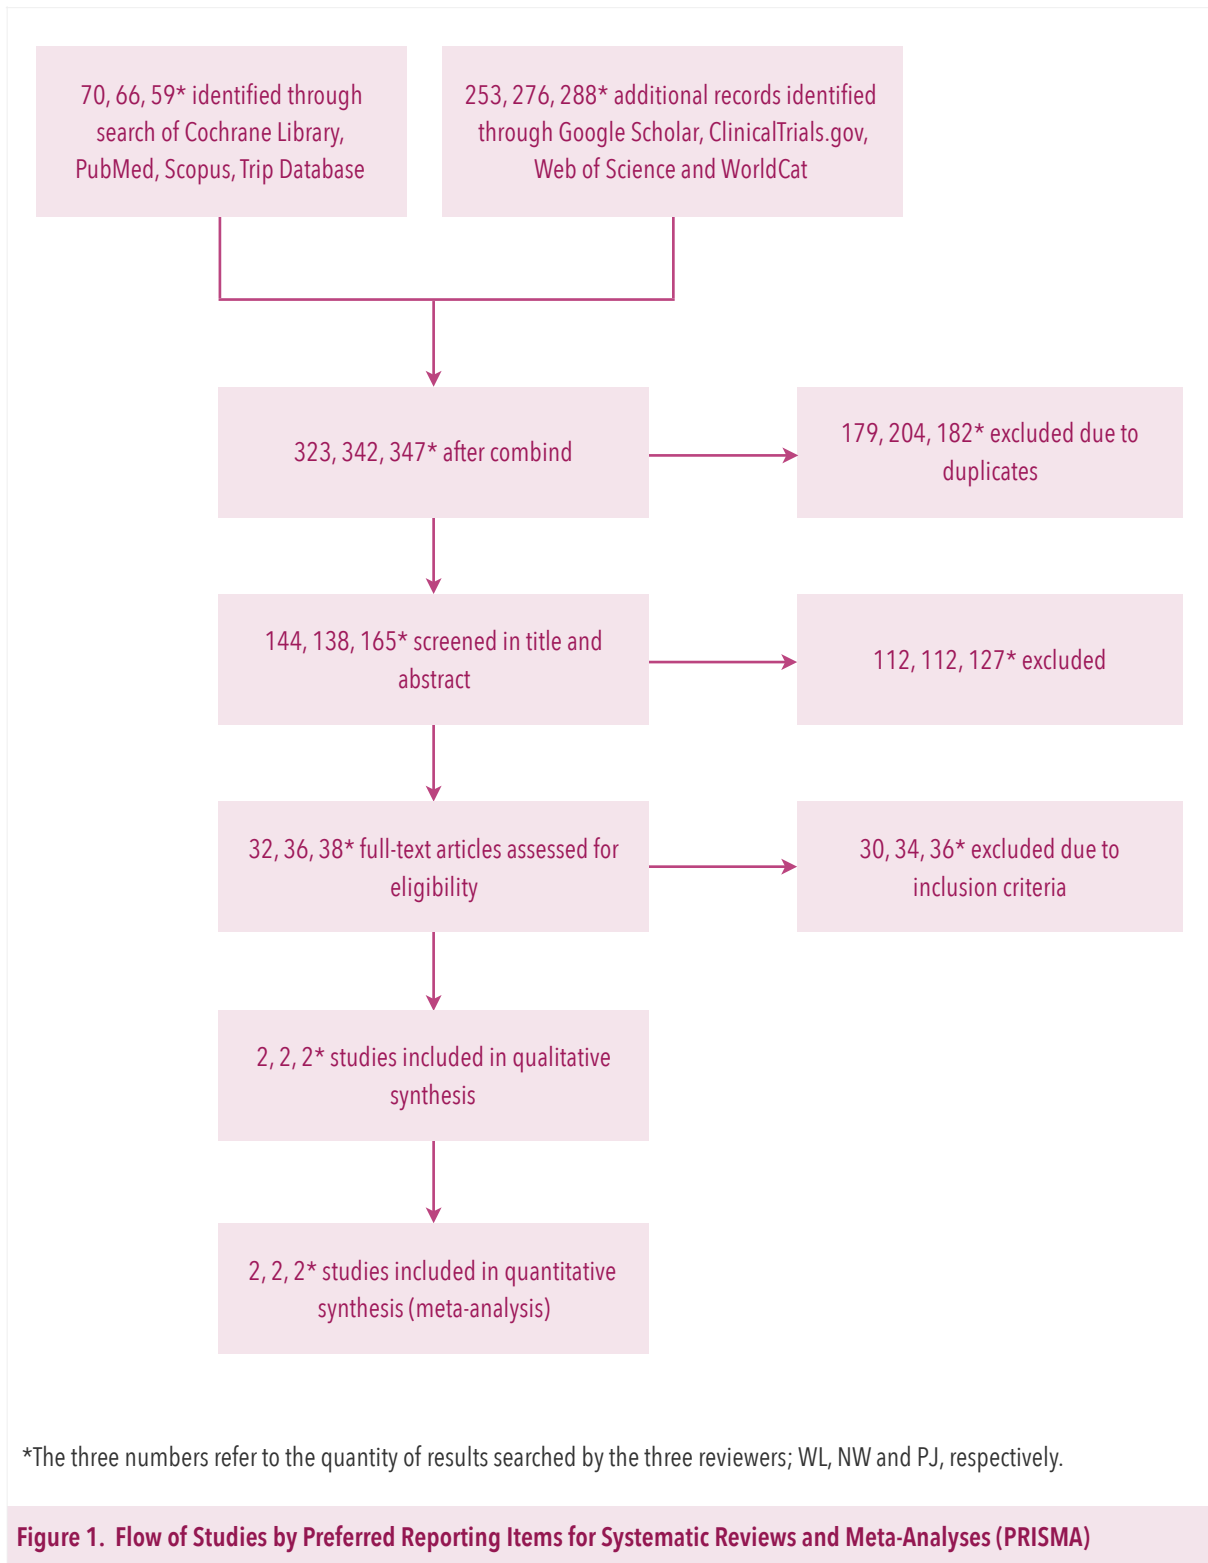 70, 66, 59* identified through
search of Cochrane Library,
PubMed, Scopus, Trip Database
253, 276, 288* additional records identified
through Google Scholar, ClinicalTrials.gov,
Web of Science and WorldCat
323, 342, 347* after combind
179, 204, 182* excluded due to
duplicates
144, 138, 165* screened in title and
abstract
112, 112, 127* excluded
32, 36, 38* full-text articles assessed for
eligibility
30, 34, 36* excluded due to
inclusion criteria
2, 2, 2* studies included in qualitative
synthesis
2, 2, 2* studies included in quantitative
synthesis (meta-analysis)
*The three numbers refer to the quantity of results searched by the three reviewers; WL, NW and PJ, respectively.
Figure 1. Flow of Studies by Preferred Reporting Items for Systematic Reviews and Meta-Analyses (PRISMA)